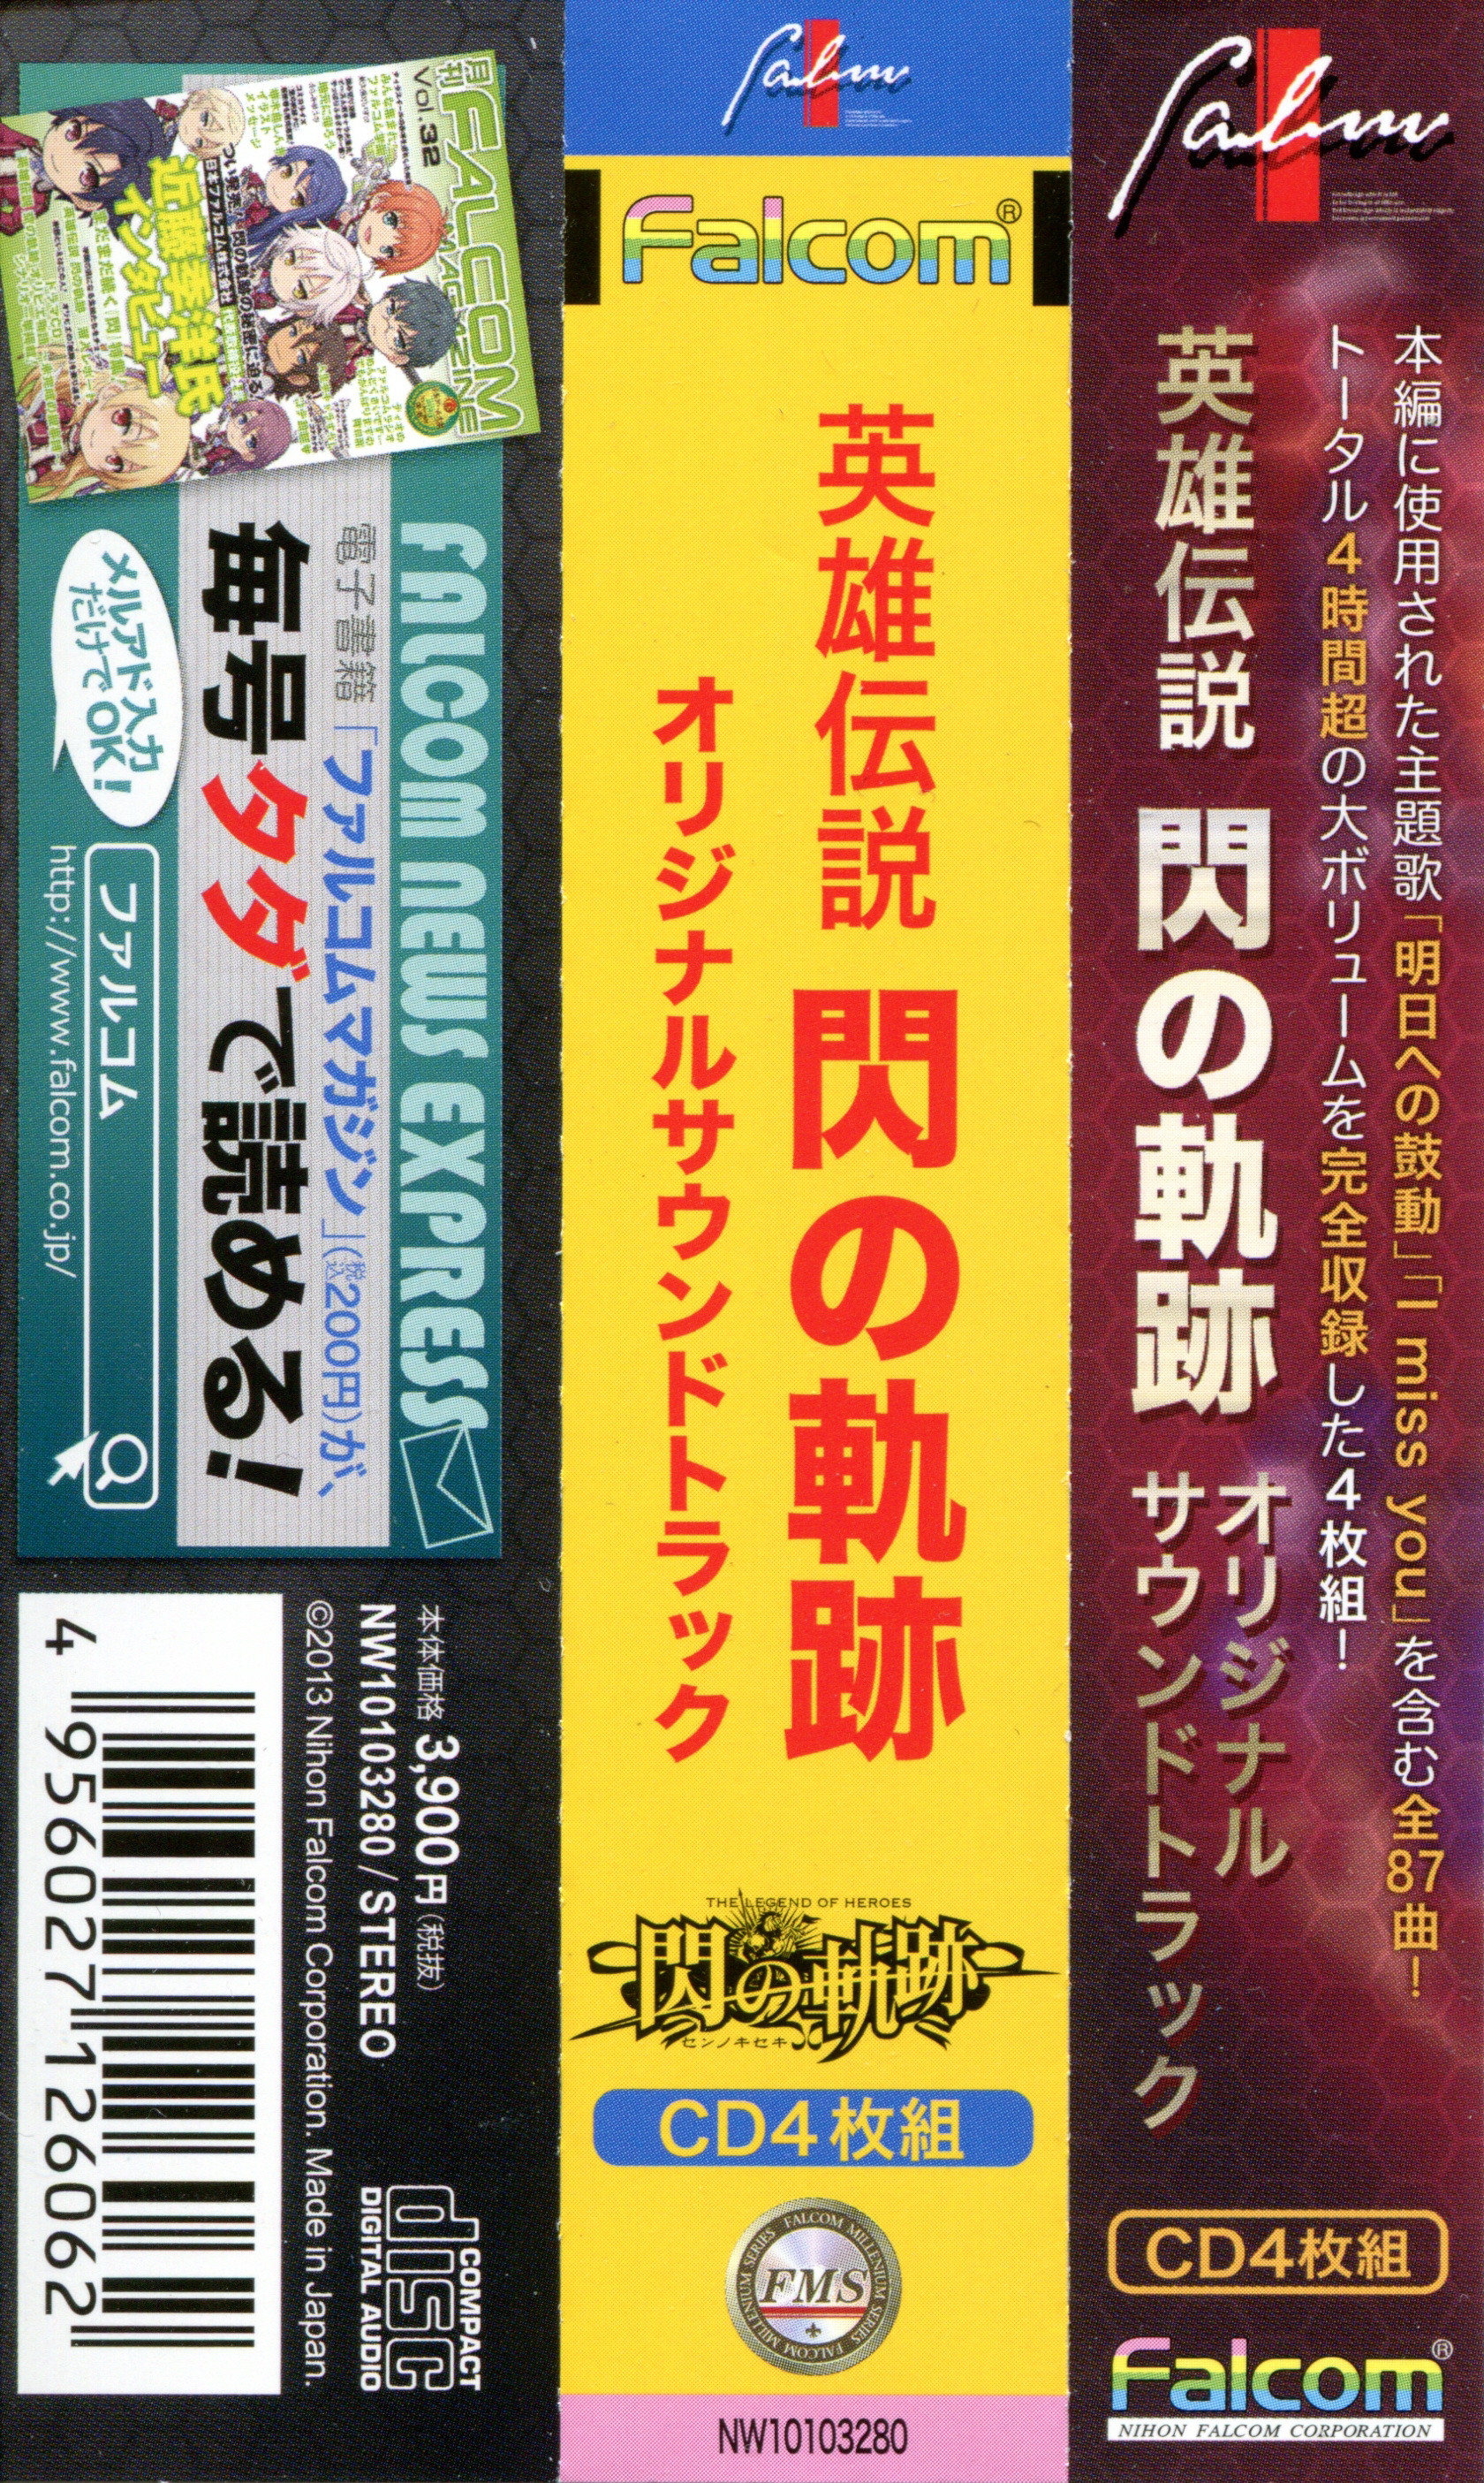 Falcom
本編に使用された主題歌「明日への鼓動」「I miss you」を含む全87曲！
トータル4時間超の大ボリュームを完全収録した4枚組！
英雄伝説 閃の軌跡
オリジナル
サウンドトラック
CD4枚組
Falcom®
NIHON FALCOM CORPORATION
Falcom
Falcom®
英雄伝説 閃の軌跡
オリジナルサウンドトラック
THE LEGEND OF HEROES
閃の軌跡
センノキセキ
CD4枚組
FALCOM MILLENIUM SERIES FALCOM MILLENIUM SERIES
FMS
NW10103280
月刊
FALCOM
MAGAZINE
Vol.32
近藤季洋氏
インタビュー
FALCOM NEWS EXPRESS
電子書籍「ファルコムマガジン」(税込200円)が、
毎号タダで読める！
メルアド入力
だけでOK！
ファルコム
http://www.falcom.co.jp/
本体価格 3,900円(税抜)
NW10103280 / STEREO
©2013 Nihon Falcom Corporation. Made in Japan.
COMPACT
disc
DIGITAL AUDIO
4 956027 126062